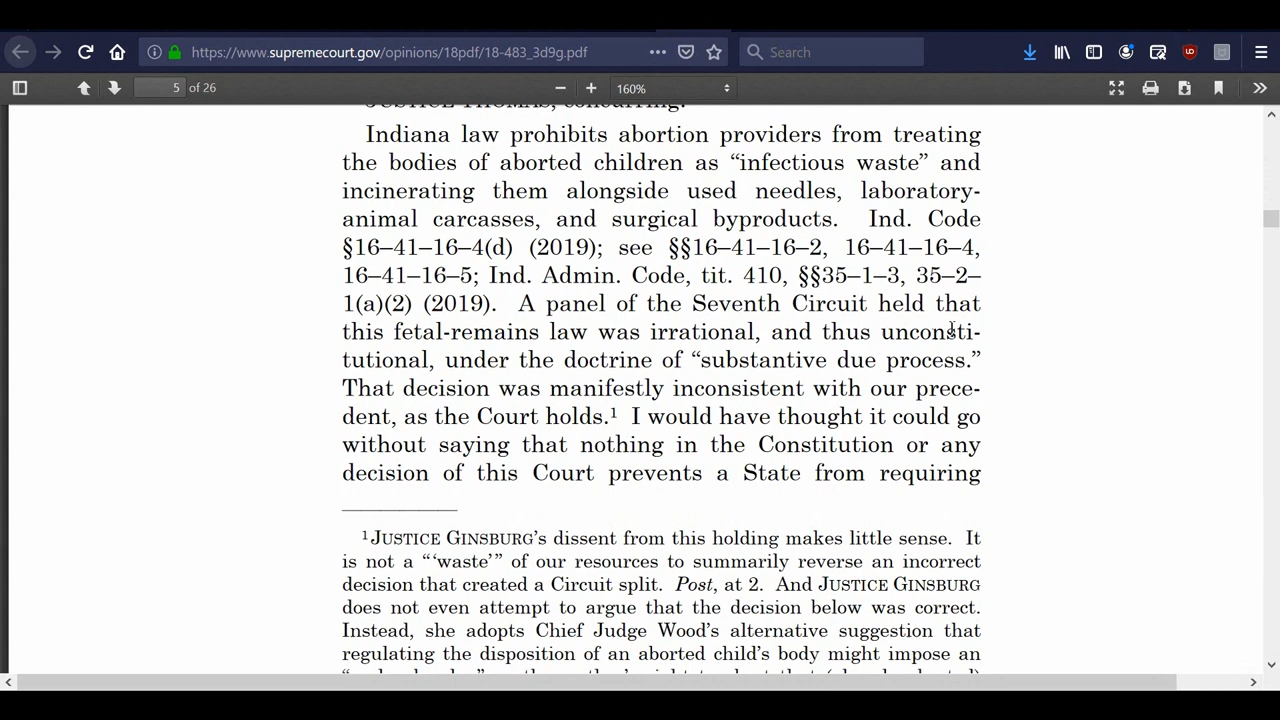 https://www.supremecourt.gov/opinions/18pdf/18-483_3d9g.pdf
Search
5 of 26
160%
JUSTICE THOMAS, concurring.
Indiana law prohibits abortion providers from treating
the bodies of aborted children as “infectious waste” and
incinerating them alongside used needles, laboratory-
animal carcasses, and surgical byproducts. Ind. Code
§16–41–16–4(d) (2019); see §§16–41–16–2, 16–41–16–4,
16–41–16–5; Ind. Admin. Code, tit. 410, §§35–1–3, 35–2–
1(a)(2) (2019). A panel of the Seventh Circuit held that
this fetal-remains law was irrational, and thus unconsti-
tutional, under the doctrine of “substantive due process.”
That decision was manifestly inconsistent with our prece-
dent, as the Court holds.¹ I would have thought it could go
without saying that nothing in the Constitution or any
decision of this Court prevents a State from requiring
¹JUSTICE GINSBURG’s dissent from this holding makes little sense. It
is not a “‘waste’” of our resources to summarily reverse an incorrect
decision that created a Circuit split. Post, at 2. And JUSTICE GINSBURG
does not even attempt to argue that the decision below was correct.
Instead, she adopts Chief Judge Wood’s alternative suggestion that
regulating the disposition of an aborted child’s body might impose an